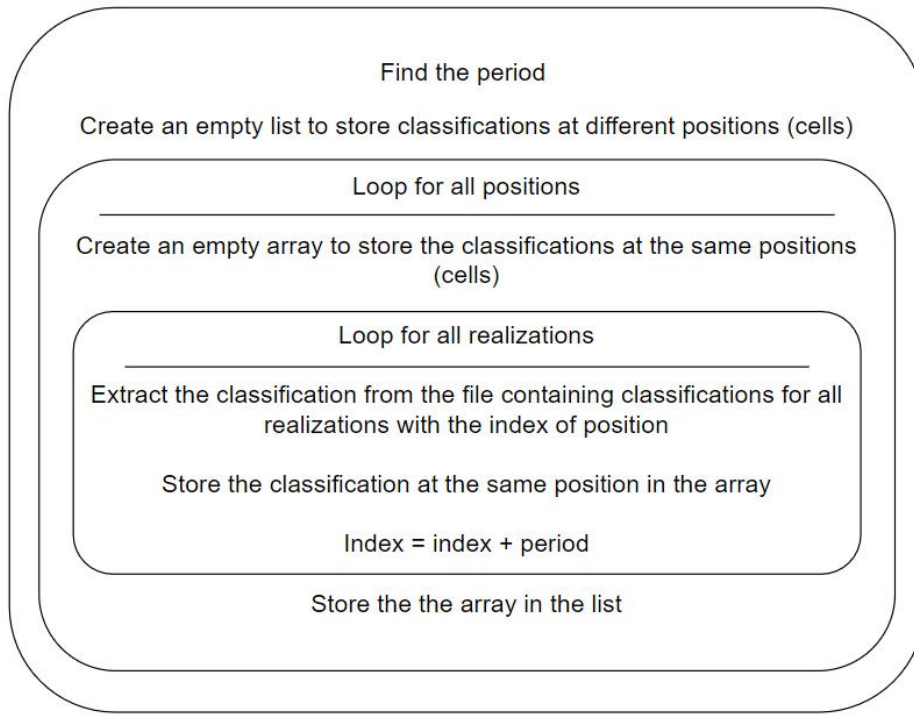 Find the period
Create an empty list to store classifications at different positions (cells)
Loop for all positions
Create an empty array to store the classifications at the same positions
(cells)
Loop for all realizations
Extract the classification from the file containing classifications for all
realizations with the index of position
Store the classification at the same position in the array
Index = index + period
Store the the array in the list